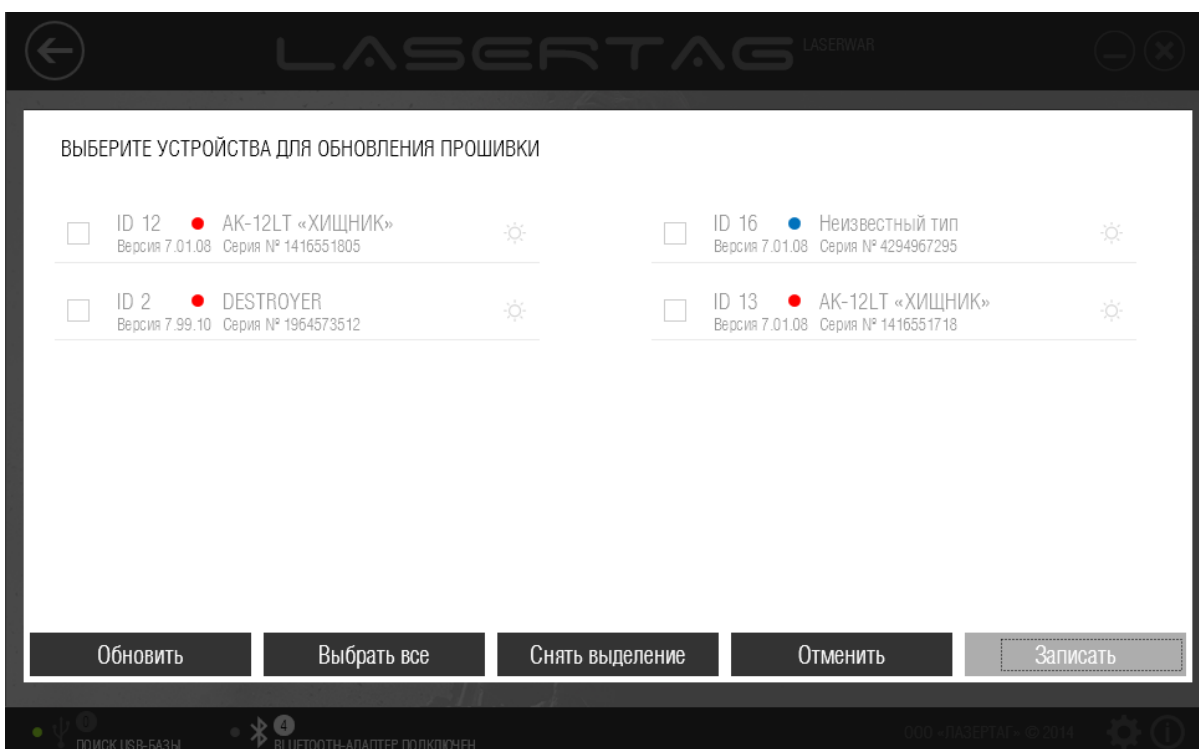 LASERTAG LASERWAR
ВЫБЕРИТЕ УСТРОЙСТВА ДЛЯ ОБНОВЛЕНИЯ ПРОШИВКИ
ID 12 АК-12LT «ХИЩНИК»
Версия 7.01.08 Серия № 1416551805
ID 16 Неизвестный тип
Версия 7.01.08 Серия № 4294967295
ID 2 DESTROYER
Версия 7.99.10 Серия № 1964573512
ID 13 АК-12LT «ХИЩНИК»
Версия 7.01.08 Серия № 1416551718
Обновить Выбрать все Снять выделение Отменить Записать
0 4
ПОИСК USB-БАЗЫ BLUETOOTH-АДАПТЕР ПОДКЛЮЧЕН ООО «ЛАЗЕРТАГ» © 2014